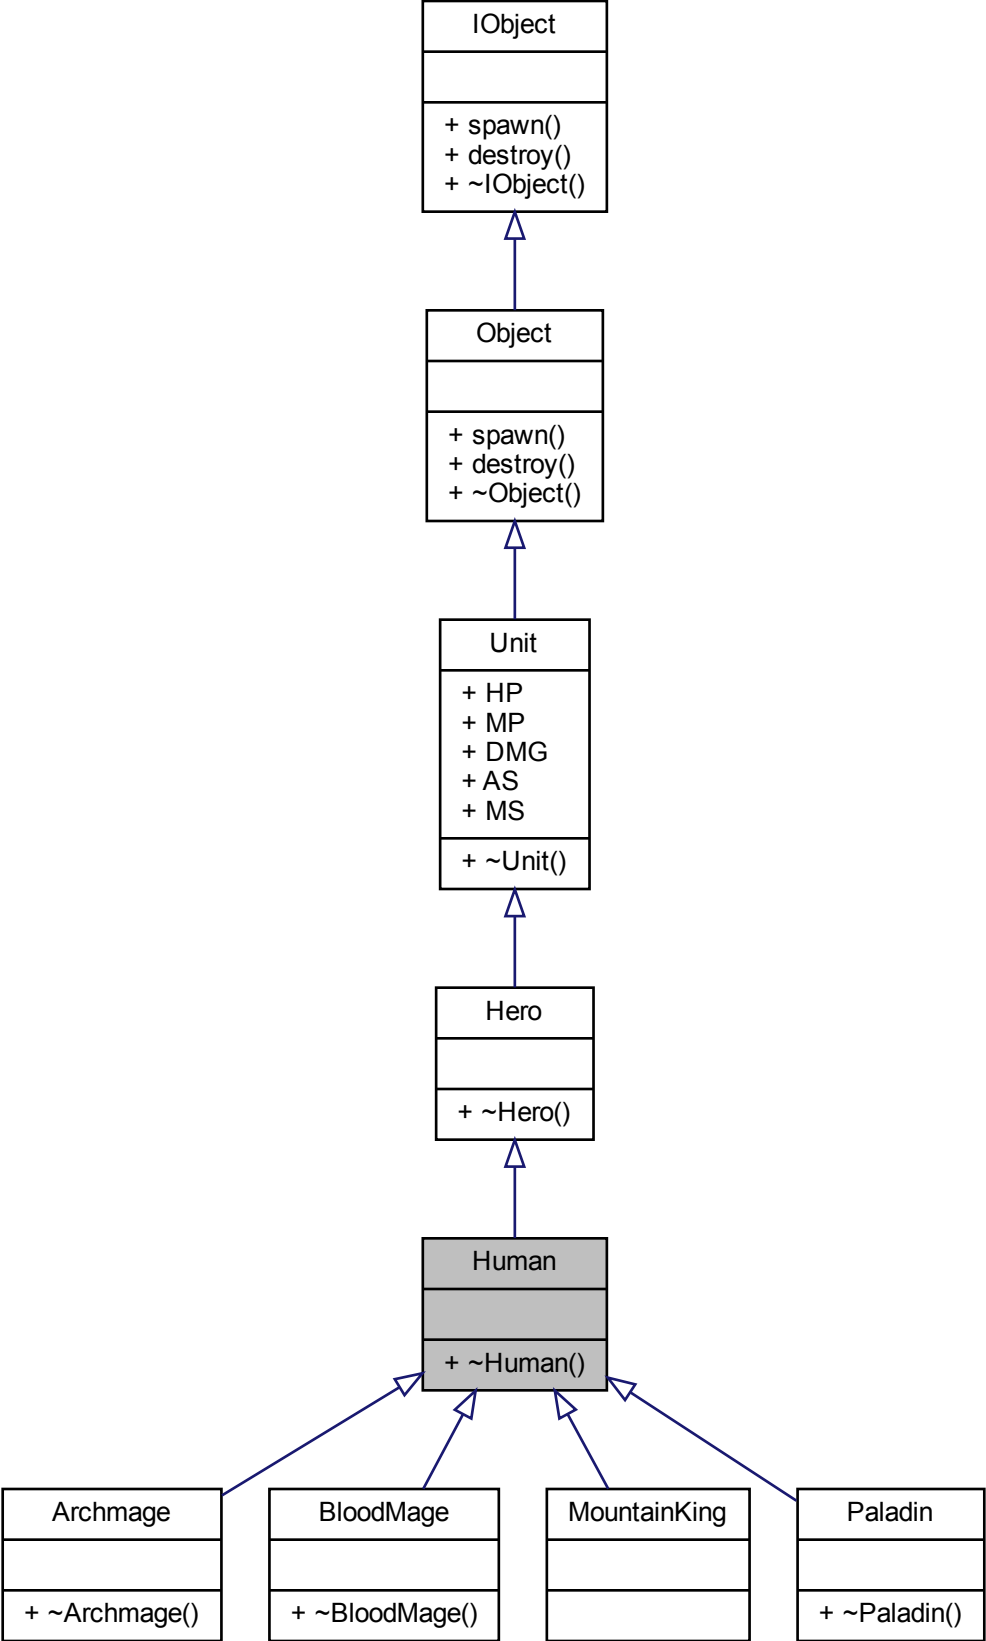 IObject
+ spawn()
+ destroy()
+ ~IObject()
Object
+ spawn()
+ destroy()
+ ~Object()
Unit
+ HP
+ MP
+ DMG
+ AS
+ MS
+ ~Unit()
Hero
+ ~Hero()
Human
+ ~Human()
Archmage
+ ~Archmage()
BloodMage
+ ~BloodMage()
MountainKing
Paladin
+ ~Paladin()